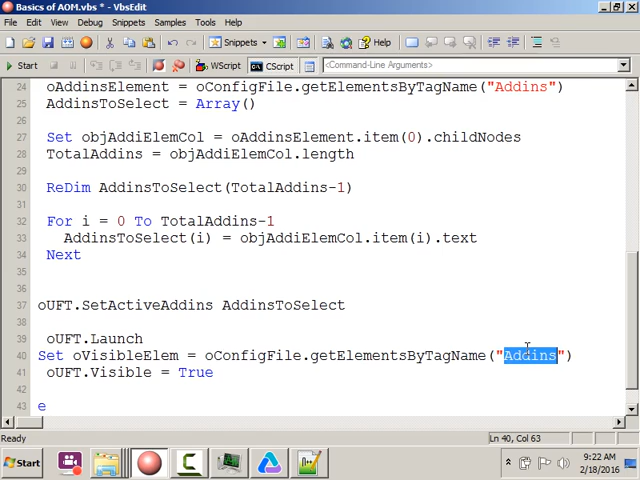 Basics of AOM.vbs * - VbsEdit
File Edit View Debug Snippets Samples Tools Help
Snippets Help
Start WScript CScript <Command-Line Arguments>
24 oAddinsElement = oConfigFile.getElementsByTagName("Addins")
25 AddinsToSelect = Array()
26
27 Set objAddiElemCol = oAddinsElement.item(0).childNodes
28 TotalAddins = objAddiElemCol.length
29
30 ReDim AddinsToSelect(TotalAddins-1)
31
32 For i = 0 To TotalAddins-1
33 AddinsToSelect(i) = objAddiElemCol.item(i).text
34 Next
35
36
37 oUFT.SetActiveAddins AddinsToSelect
38
39 oUFT.Launch
40 Set oVisibleElem = oConfigFile.getElementsByTagName("Addins")
41 oUFT.Visible = True
42
43 e
Ready Ln 40, Col 63
Start 9:22 AM
2/18/2016